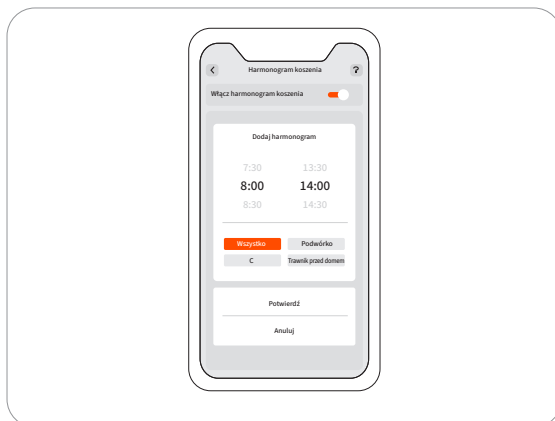 Harmonogram koszenia ?
Włącz harmonogram koszenia
Dodaj harmonogram
7:30 13:30
8:00 14:00
8:30 14:30
Wszystko Podwórko
C Trawnik przed domem
Potwierdź
Anuluj